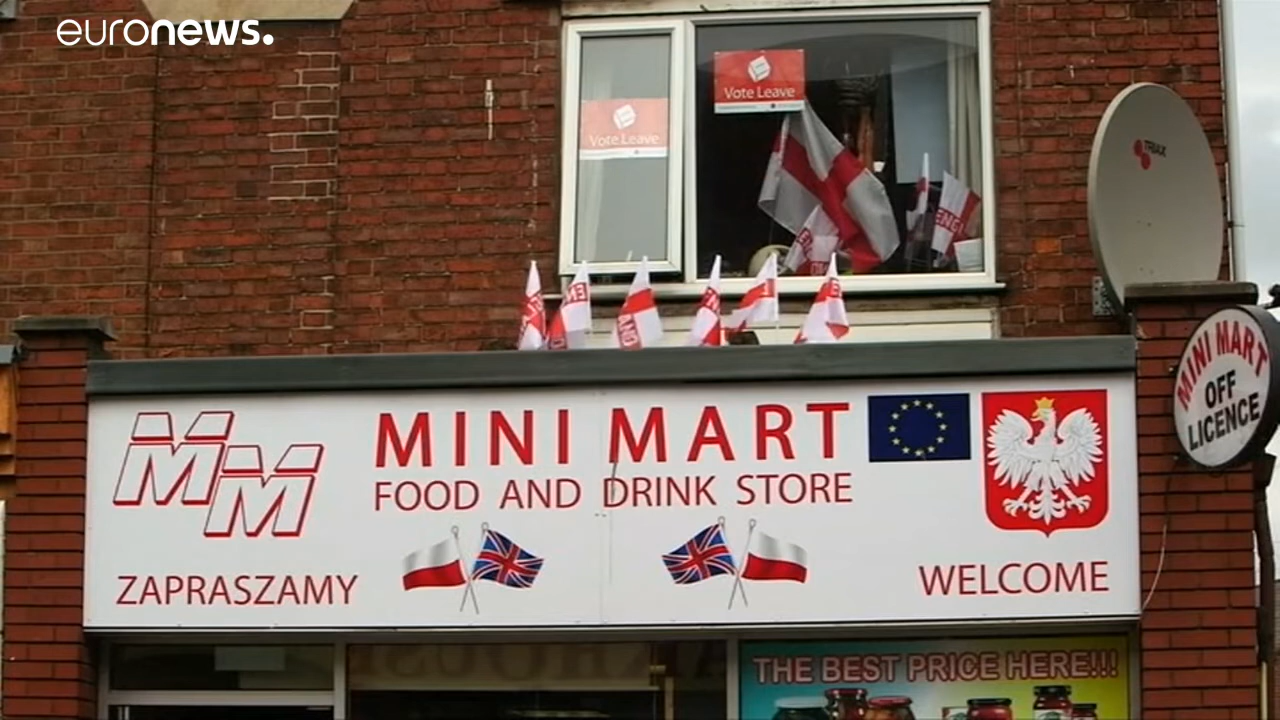 euronews.
Vote Leave
Vote Leave
TRIAX
MM
MINI MART
FOOD AND DRINK STORE
ZAPRASZAMY
WELCOME
MINI MART
OFF
LICENCE
THE BEST PRICE HERE!!!